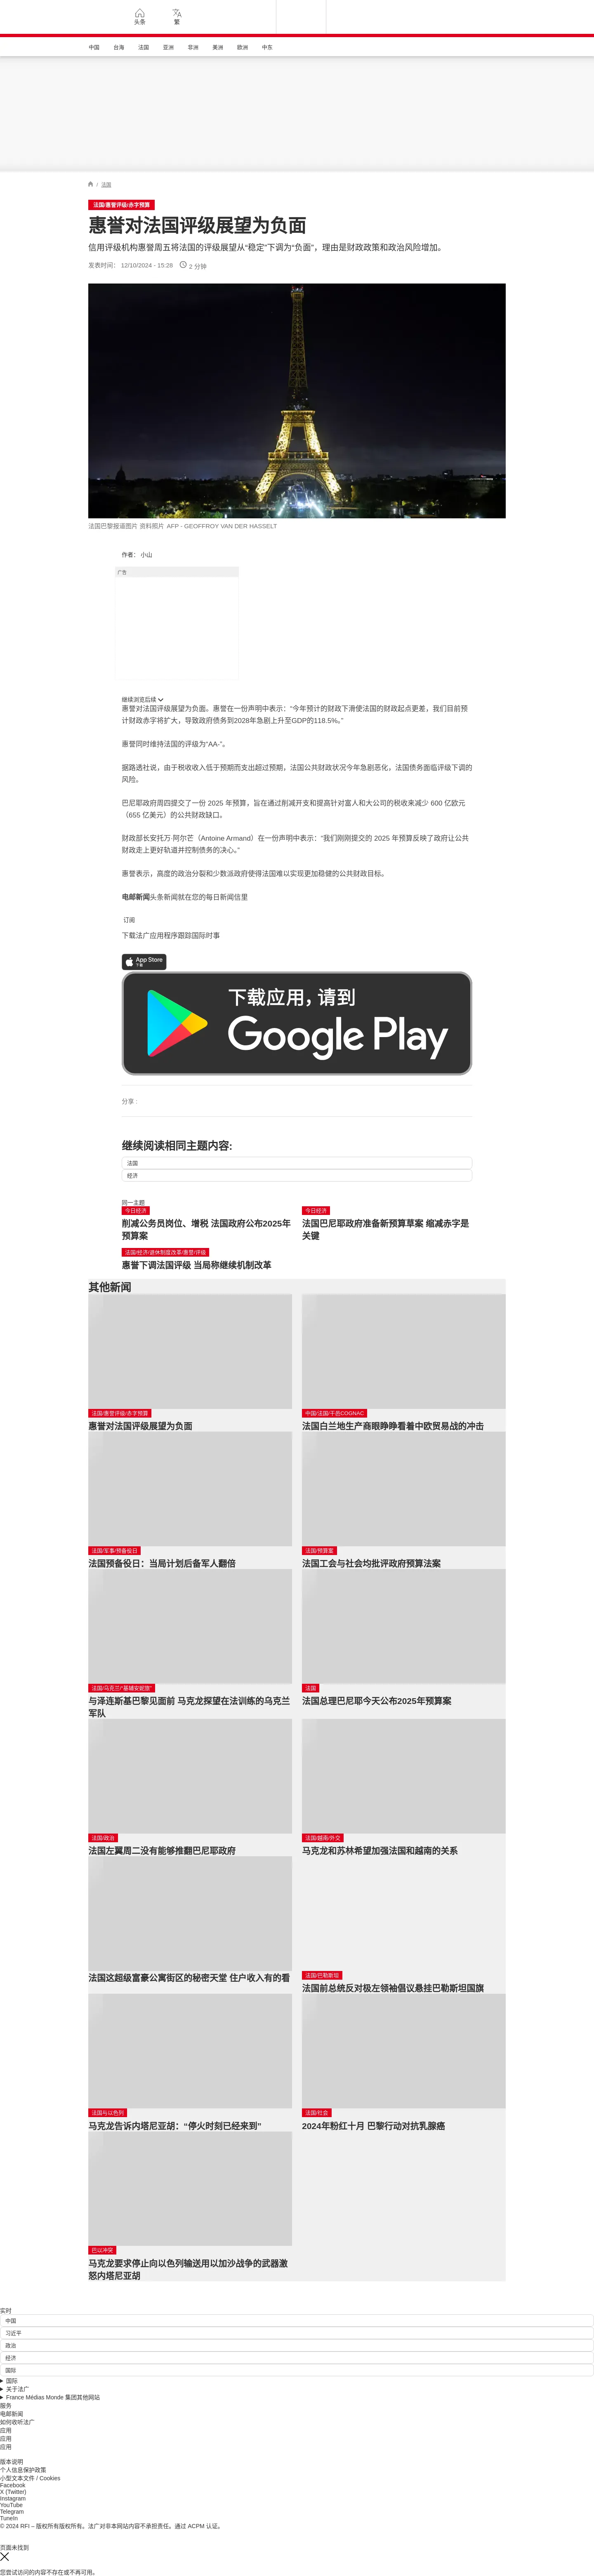 头条
繁
中国
台海
法国
亚洲
非洲
美洲
欧洲
中东
/ 法国
法国/惠誉评级/赤字预算
惠誉对法国评级展望为负面
信用评级机构惠誉周五将法国的评级展望从“稳定”下调为“负面”，理由是财政政策和政治风险增加。
发表时间： 12/10/2024 - 15:28
2 分钟
法国巴黎报道图片 资料照片 AFP - GEOFFROY VAN DER HASSELT
作者： 小山
广告
继续浏览后续
惠誉对法国评级展望为负面。惠誉在一份声明中表示：“今年预计的财政下滑使法国的财政起点更差，我们目前预
计财政赤字将扩大，导致政府债务到2028年急剧上升至GDP的118.5%。”
惠誉同时维持法国的评级为“AA-”。
据路透社说，由于税收收入低于预期而支出超过预期，法国公共财政状况今年急剧恶化，法国债务面临评级下调的
风险。
巴尼耶政府周四提交了一份 2025 年预算，旨在通过削减开支和提高针对富人和大公司的税收来减少 600 亿欧元
（655 亿美元）的公共财政缺口。
财政部长安托万·阿尔芒（Antoine Armand）在一份声明中表示：“我们刚刚提交的 2025 年预算反映了政府让公共
财政走上更好轨道并控制债务的决心。”
惠誉表示，高度的政治分裂和少数派政府使得法国难以实现更加稳健的公共财政目标。
电邮新闻头条新闻就在您的每日新闻信里
订阅
下载法广应用程序跟踪国际时事
App Store
下载
下载应用，请到
Google Play
分享 :
继续阅读相同主题内容:
法国
经济
同一主题
今日经济
削减公务员岗位、增税 法国政府公布2025年
预算案
今日经济
法国巴尼耶政府准备新预算草案 缩减赤字是
关键
法国/经济/退休制度改革/惠誉/评级
惠誉下调法国评级 当局称继续机制改革
其他新闻
法国/惠誉评级/赤字预算
惠誉对法国评级展望为负面
中国/法国/干邑COGNAC
法国白兰地生产商眼睁睁看着中欧贸易战的冲击
法国/军事/预备役日
法国预备役日：当局计划后备军人翻倍
法国/预算案
法国工会与社会均批评政府预算法案
法国/乌克兰/“基辅安妮旅”
与泽连斯基巴黎见面前 马克龙探望在法训练的乌克兰
军队
法国
法国总理巴尼耶今天公布2025年预算案
法国/政治
法国左翼周二没有能够推翻巴尼耶政府
法国/越南/外交
马克龙和苏林希望加强法国和越南的关系
法国这超级富豪公寓街区的秘密天堂 住户收入有的看
法国/巴勒斯坦
法国前总统反对极左领袖倡议悬挂巴勒斯坦国旗
法国与以色列
马克龙告诉内塔尼亚胡：“停火时刻已经来到”
法国/社会
2024年粉红十月 巴黎行动对抗乳腺癌
巴以冲突
马克龙要求停止向以色列输送用以加沙战争的武器激
怒内塔尼亚胡
实时
中国
习近平
政治
经济
国际
国际
关于法广
France Médias Monde 集团其他网站
服务
电邮新闻
如何收听法广
应用
应用
应用
版本说明
个人信息保护政策
小型文本文件 / Cookies
Facebook
X (Twitter)
Instagram
YouTube
Telegram
TuneIn
© 2024 RFI – 版权所有版权所有。法广对非本网站内容不承担责任。通过 ACPM 认证。
页面未找到
您尝试访问的内容不存在或不再可用。